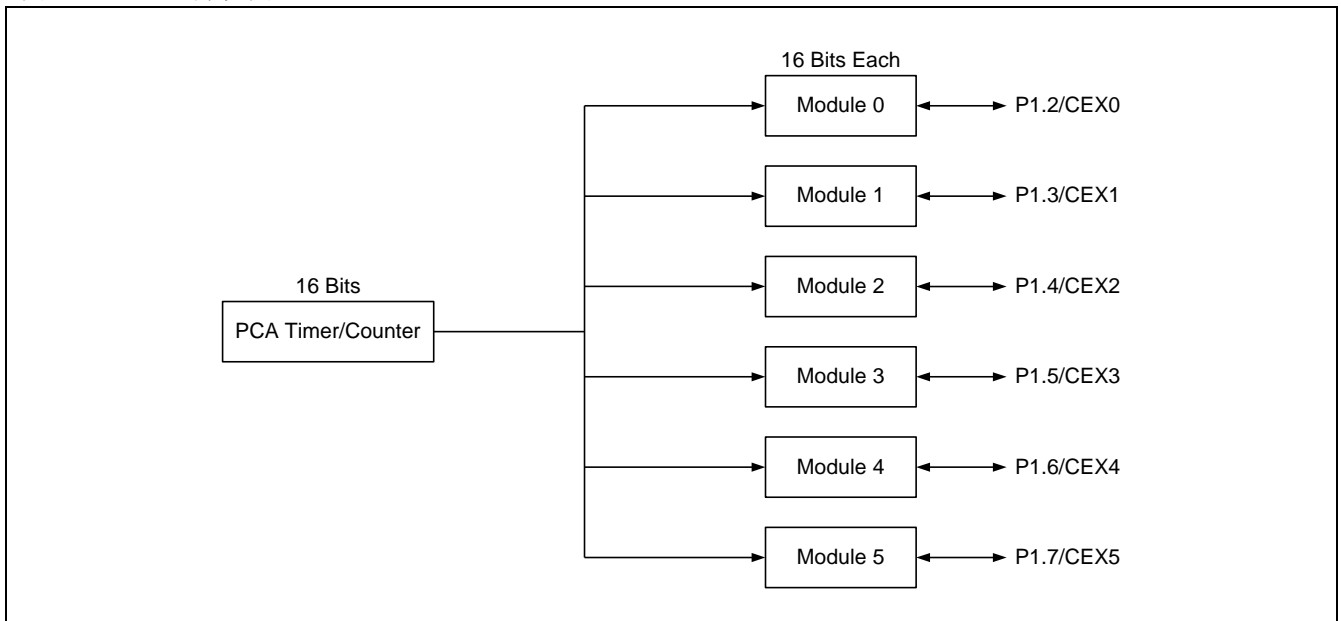 16 Bits Each
Module 0
P1.2/CEX0
Module 1
P1.3/CEX1
Module 2
P1.4/CEX2
16 Bits
PCA Timer/Counter
Module 3
P1.5/CEX3
Module 4
P1.6/CEX4
Module 5
P1.7/CEX5